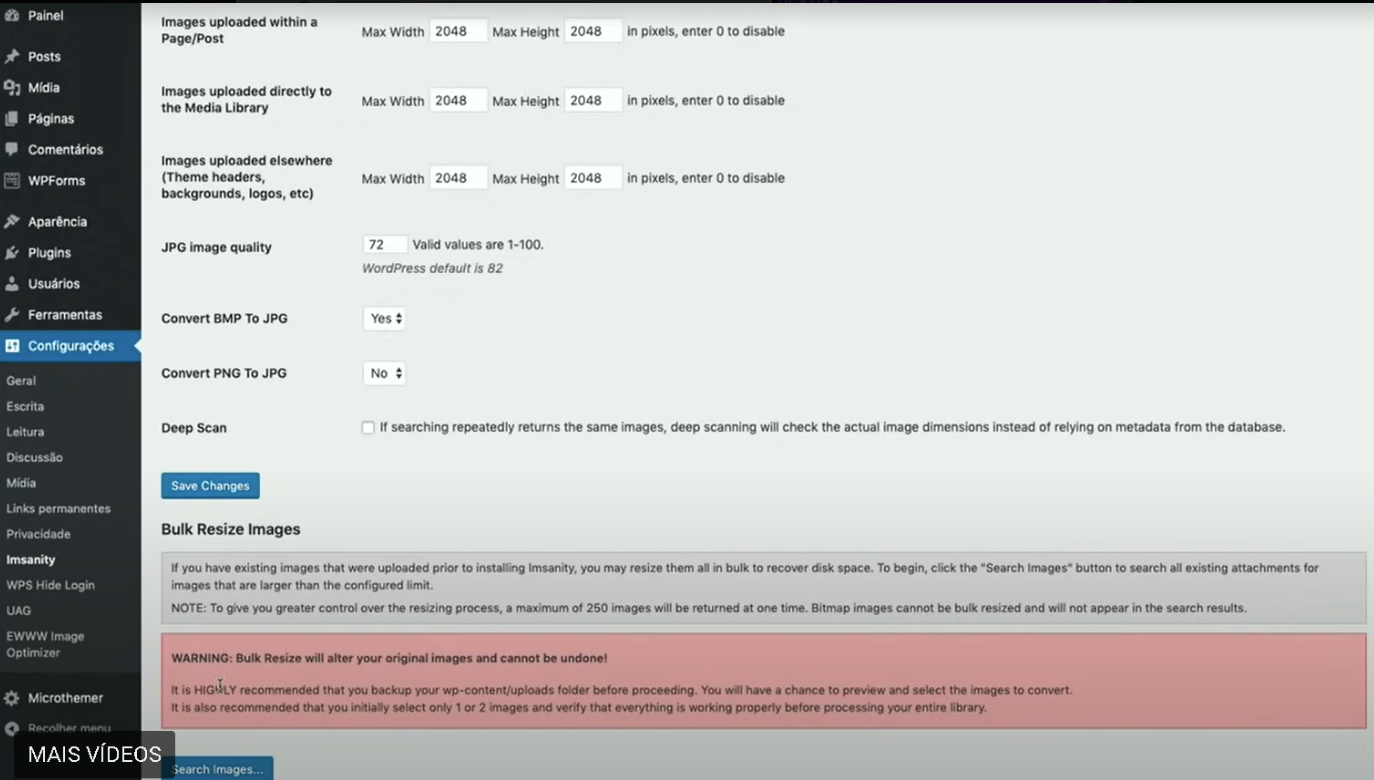 Painel
Posts
Mídia
Páginas
Comentários
WPForms
Aparência
Plugins
Usuários
Ferramentas
Configurações
Geral
Escrita
Leitura
Discussão
Mídia
Links permanentes
Privacidade
Imsanity
WPS Hide Login
UAG
EWWW Image
Optimizer
Microthemer
Recolher menu
MAIS VÍDEOS
Images uploaded within a
Page/Post
Max Width 2048 Max Height 2048 in pixels, enter 0 to disable
Images uploaded directly to
the Media Library
Max Width 2048 Max Height 2048 in pixels, enter 0 to disable
Images uploaded elsewhere
(Theme headers,
backgrounds, logos, etc)
Max Width 2048 Max Height 2048 in pixels, enter 0 to disable
JPG image quality
72 Valid values are 1-100.
WordPress default is 82
Convert BMP To JPG
Yes
Convert PNG To JPG
No
Deep Scan
If searching repeatedly returns the same images, deep scanning will check the actual image dimensions instead of relying on metadata from the database.
Save Changes
Bulk Resize Images
If you have existing images that were uploaded prior to installing Imsanity, you may resize them all in bulk to recover disk space. To begin, click the "Search Images" button to search all existing attachments for
images that are larger than the configured limit.
NOTE: To give you greater control over the resizing process, a maximum of 250 images will be returned at one time. Bitmap images cannot be bulk resized and will not appear in the search results.
WARNING: Bulk Resize will alter your original images and cannot be undone!
It is HIGHLY recommended that you backup your wp-content/uploads folder before proceeding. You will have a chance to preview and select the images to convert.
It is also recommended that you initially select only 1 or 2 images and verify that everything is working properly before processing your entire library.
Search Images...